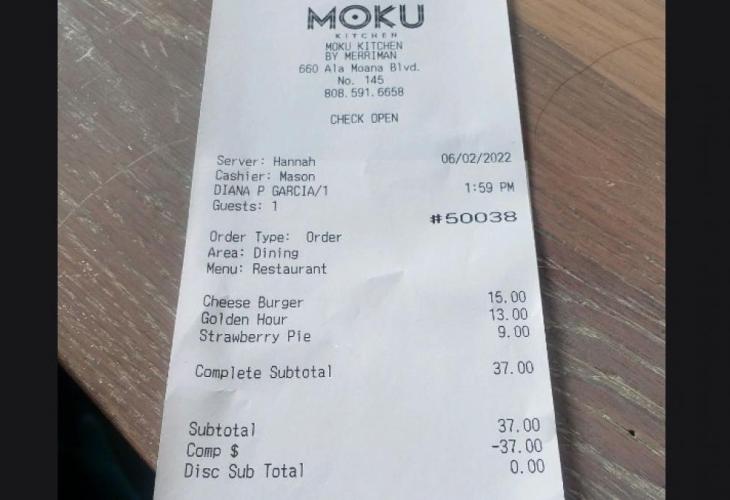 MOKU
KITCHEN
MOKU KITCHEN
BY MERRIMAN
660 Ala Moana Blvd.
No. 145
808.591.6658
CHECK OPEN
Server: Hannah 06/02/2022
Cashier: Mason
DIANA P GARCIA/1 1:59 PM
Guests: 1
#50038
Order Type: Order
Area: Dining
Menu: Restaurant
Cheese Burger 15.00
Golden Hour 13.00
Strawberry Pie 9.00
Complete Subtotal 37.00
Subtotal 37.00
Comp $ -37.00
Disc Sub Total 0.00